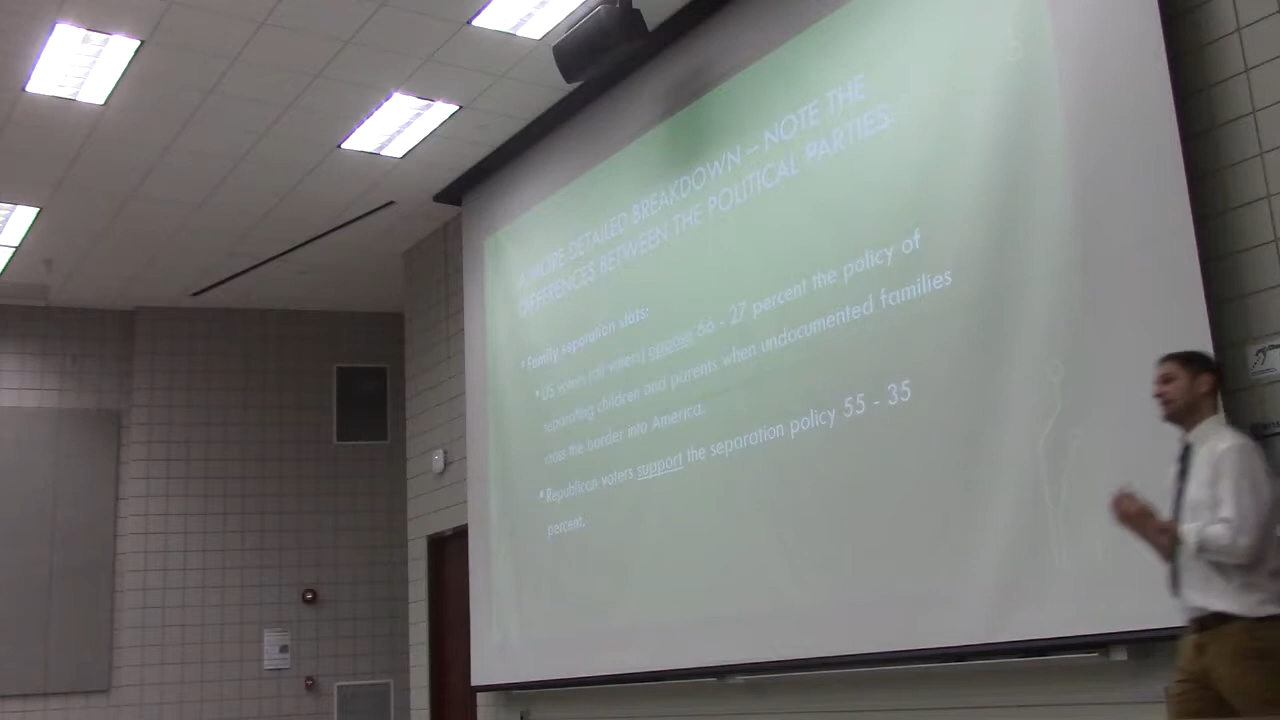 A MORE DETAILED BREAKDOWN – NOTE THE
DIFFERENCES BETWEEN THE POLITICAL PARTIES.
• Family separation stats:
• US voters (all voters) oppose 66 - 27 percent the policy of
separating children and parents when undocumented families
cross the border into America.
• Republican voters support the separation policy 55 - 35
percent.